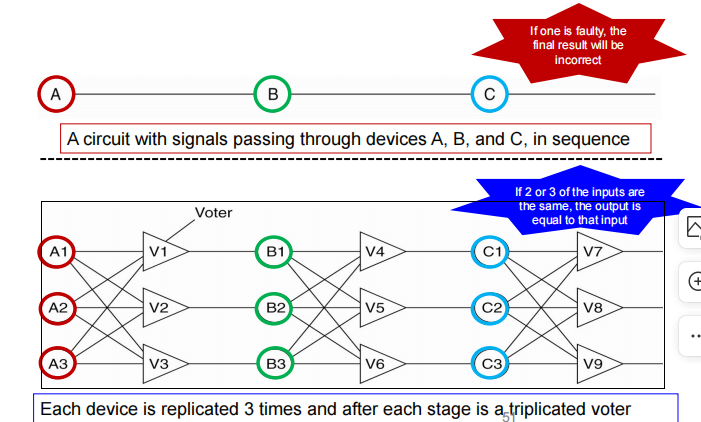 If one is faulty, the
final result will be
incorrect
A
B
C
A circuit with signals passing through devices A, B, and C, in sequence
If 2 or 3 of the inputs are
the same, the output is
equal to that input
Voter
A1
V1
B1
V4
C1
V7
A2
V2
B2
V5
C2
V8
A3
V3
B3
V6
C3
V9
Each device is replicated 3 times and after each stage is a triplicated voter
51